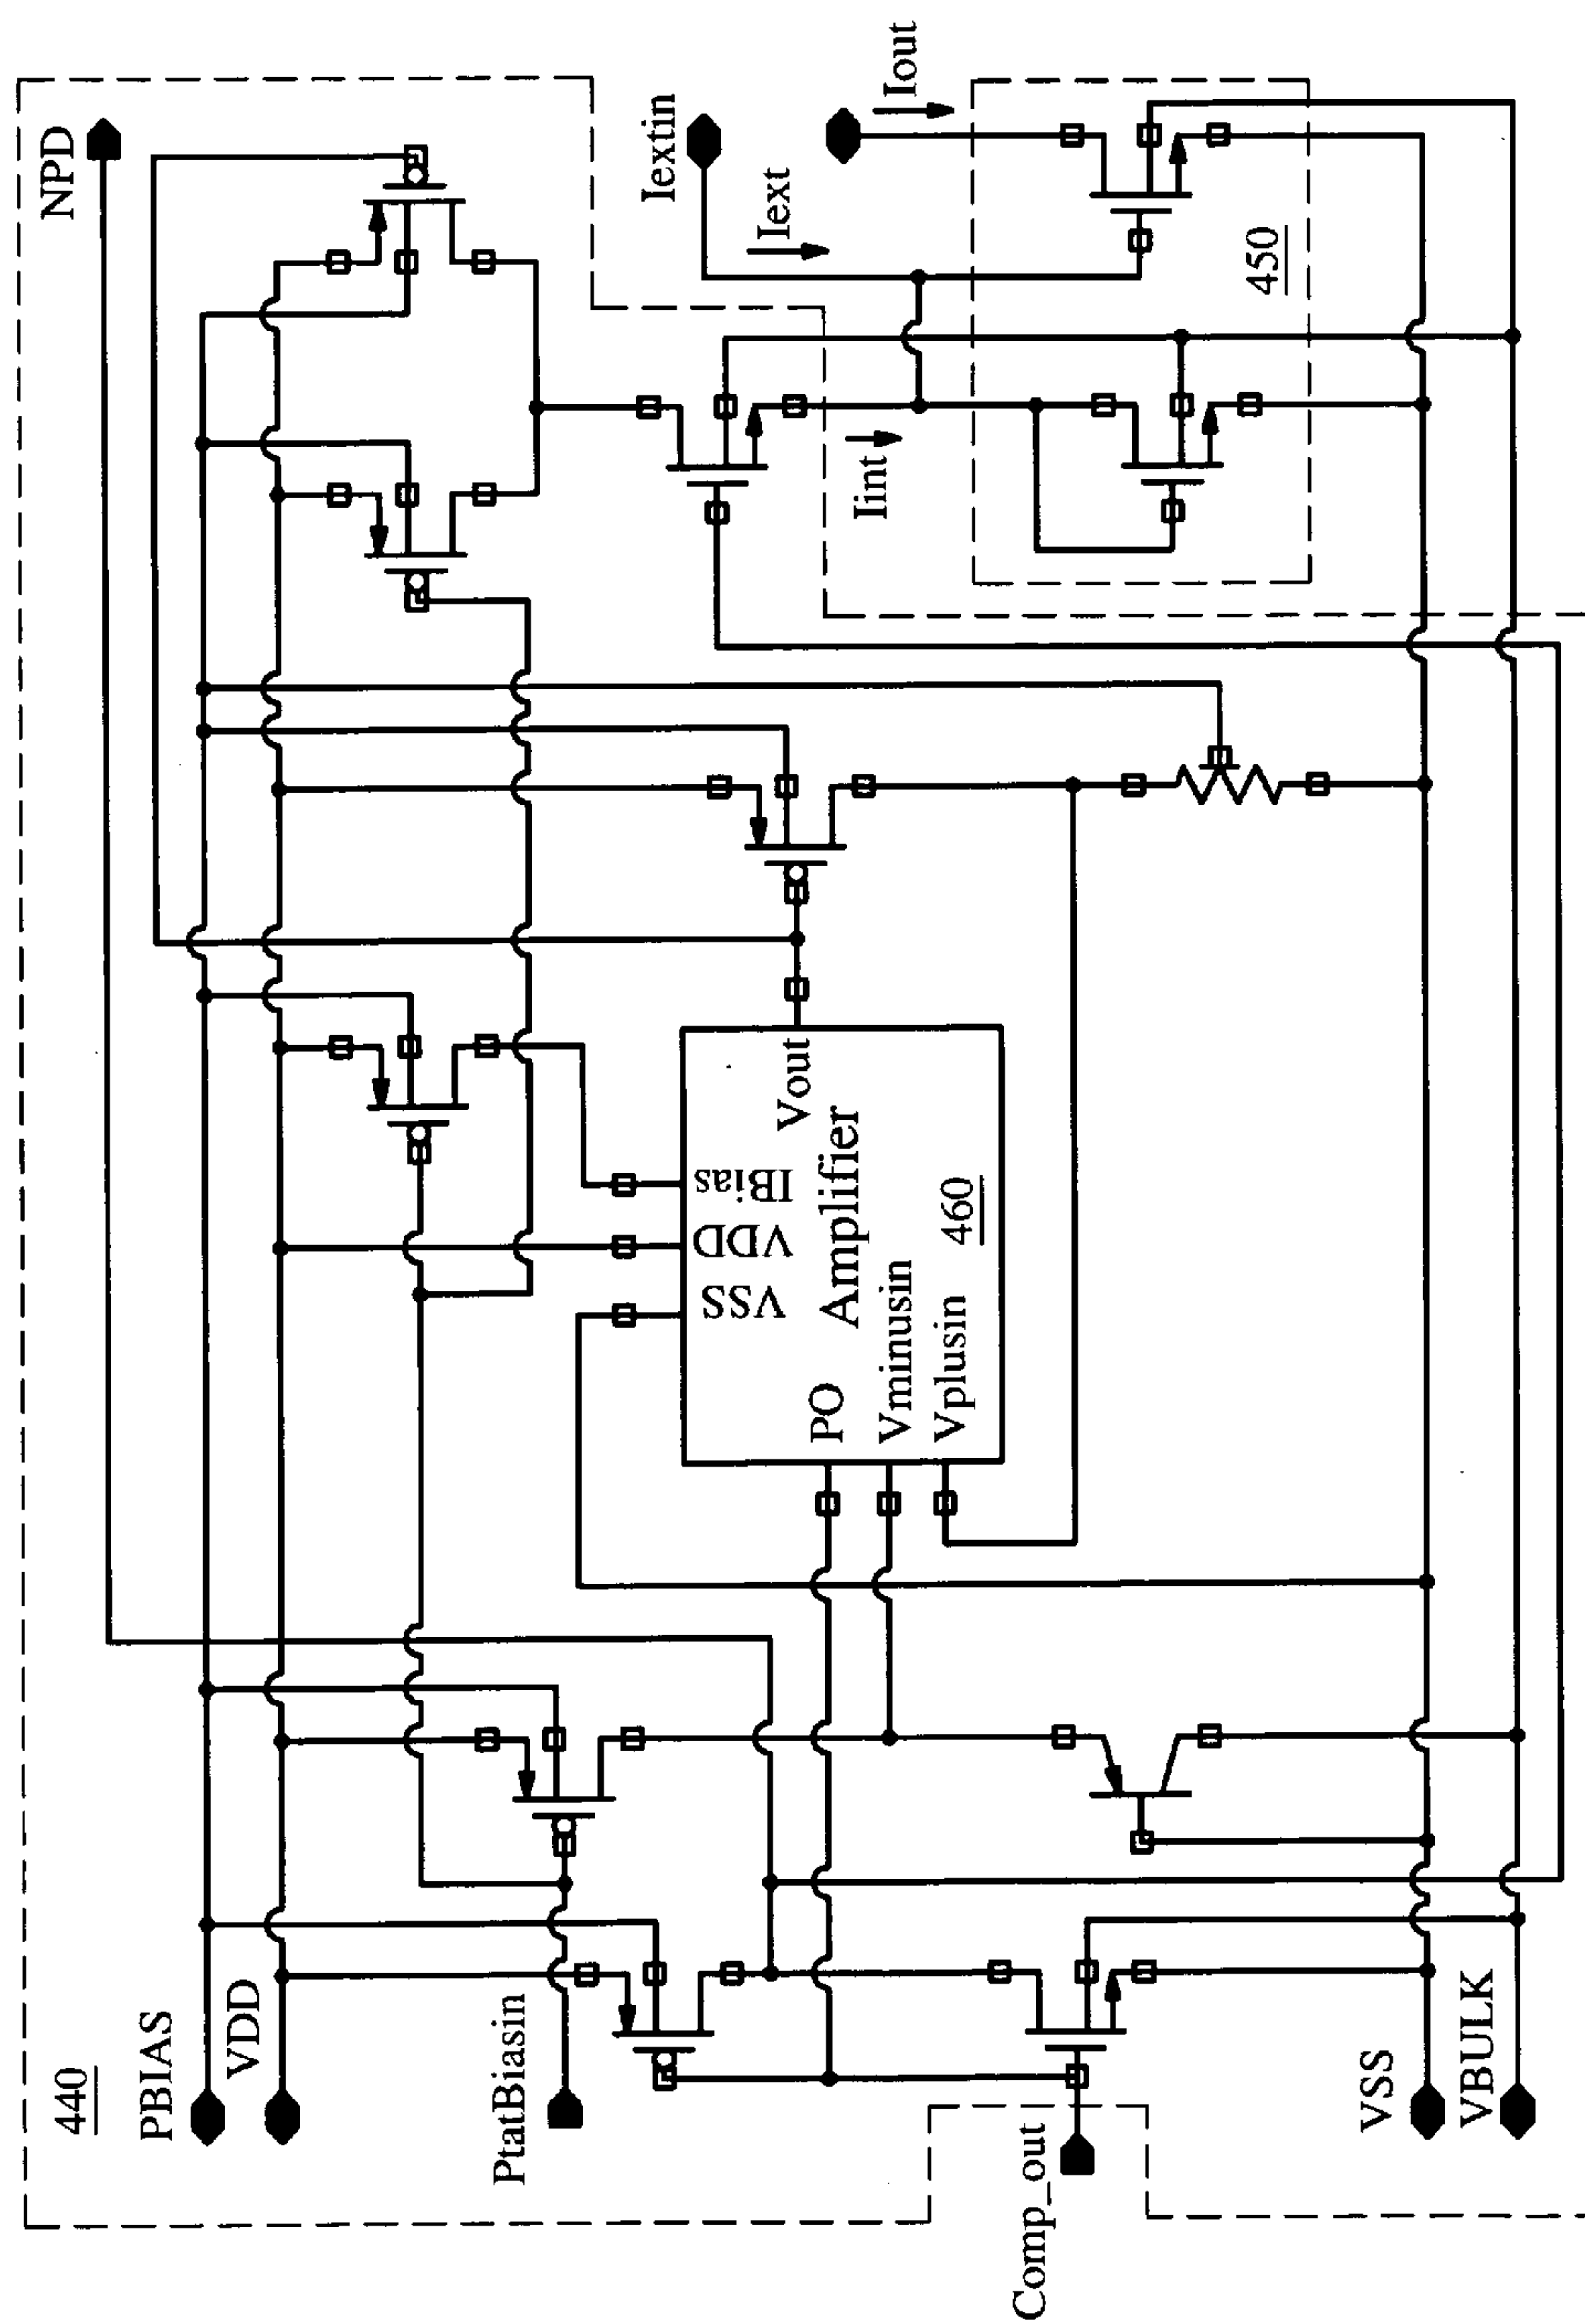 440
PBIAS
VDD
PtatBiasin
Comp_out
VSS
VBULK
NPD
VSS
VDD
IBias
PO
Vminusin
Vplusin
Amplifier
460
Vout
Iint
Iextin
Iext
Iout
450